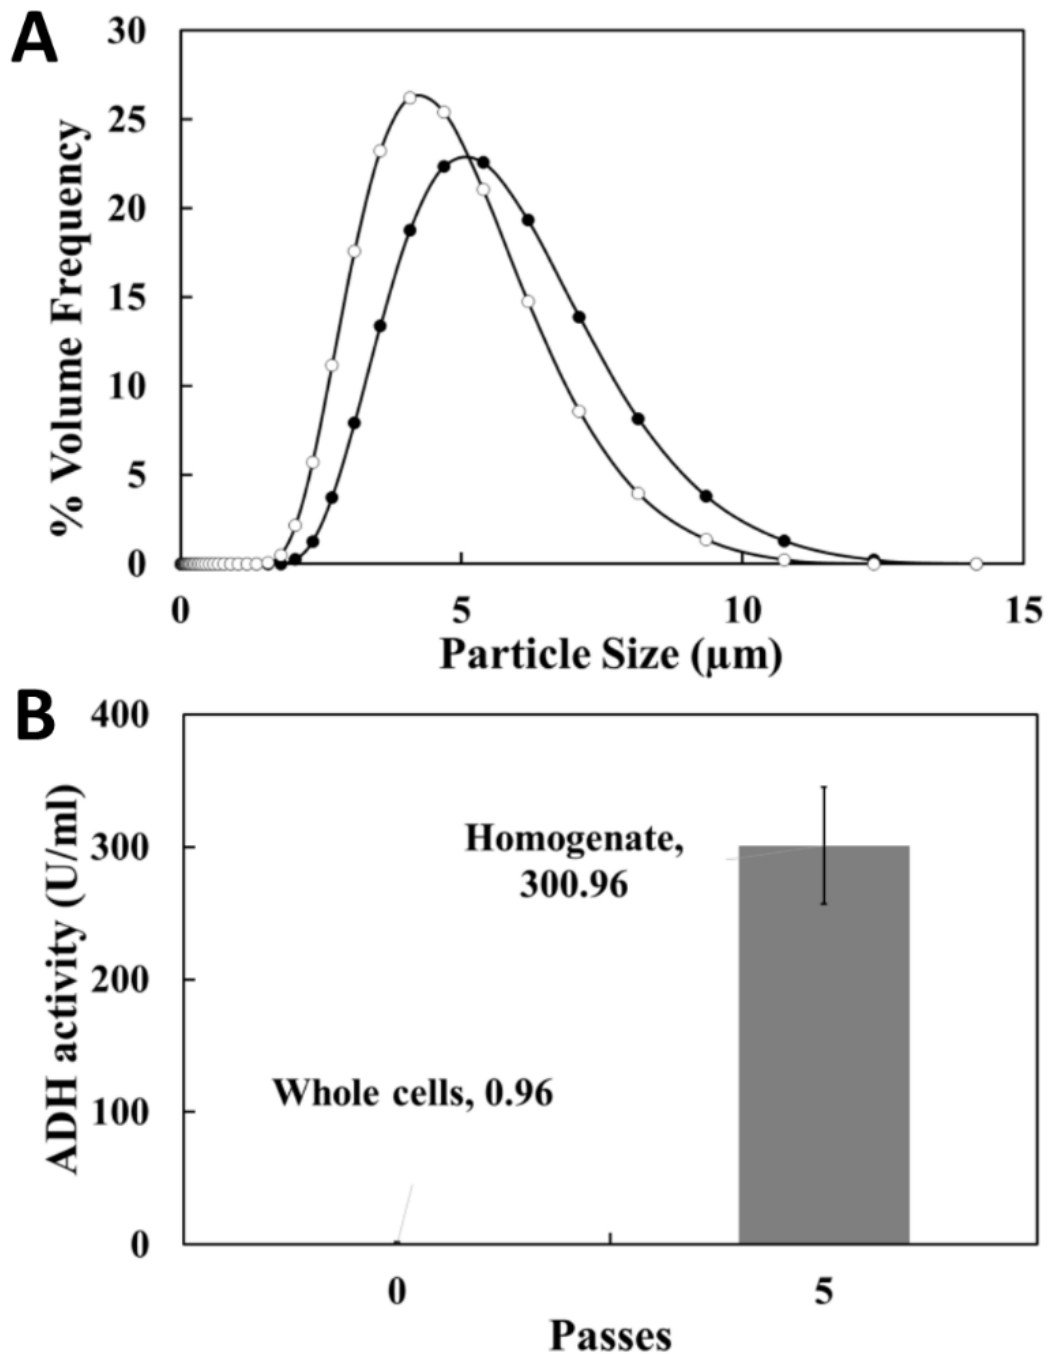 A
30
25
20
15
10
5
0
% Volume Frequency
0 5 10 15
Particle Size (µm)
B
400
300
200
100
0
ADH activity (U/ml)
Homogenate,
300.96
Whole cells, 0.96
0 5
Passes